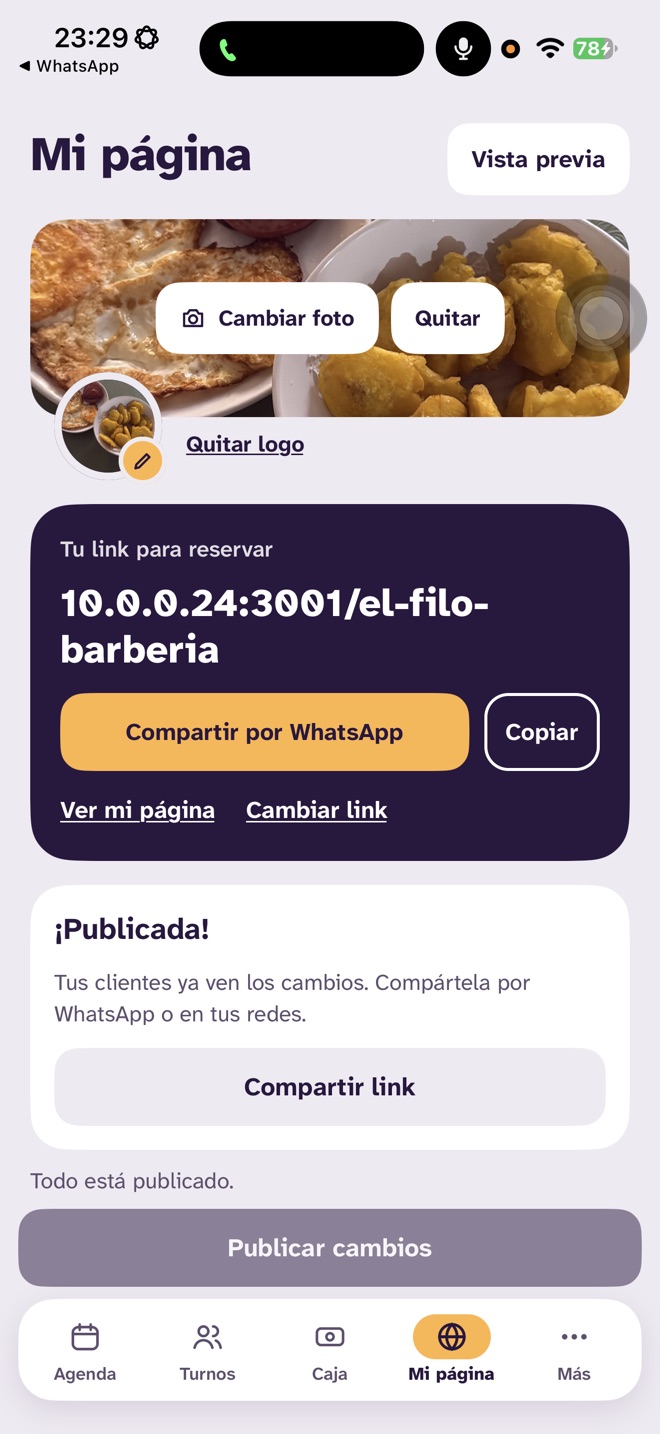 23:29
WhatsApp
78
Mi página
Vista previa
Cambiar foto
Quitar
Quitar logo
Tu link para reservar
10.0.0.24:3001/el-filo-
barberia
Compartir por WhatsApp
Copiar
Ver mi página
Cambiar link
¡Publicada!
Tus clientes ya ven los cambios. Compártela por
WhatsApp o en tus redes.
Compartir link
Todo está publicado.
Publicar cambios
Agenda
Turnos
Caja
Mi página
Más